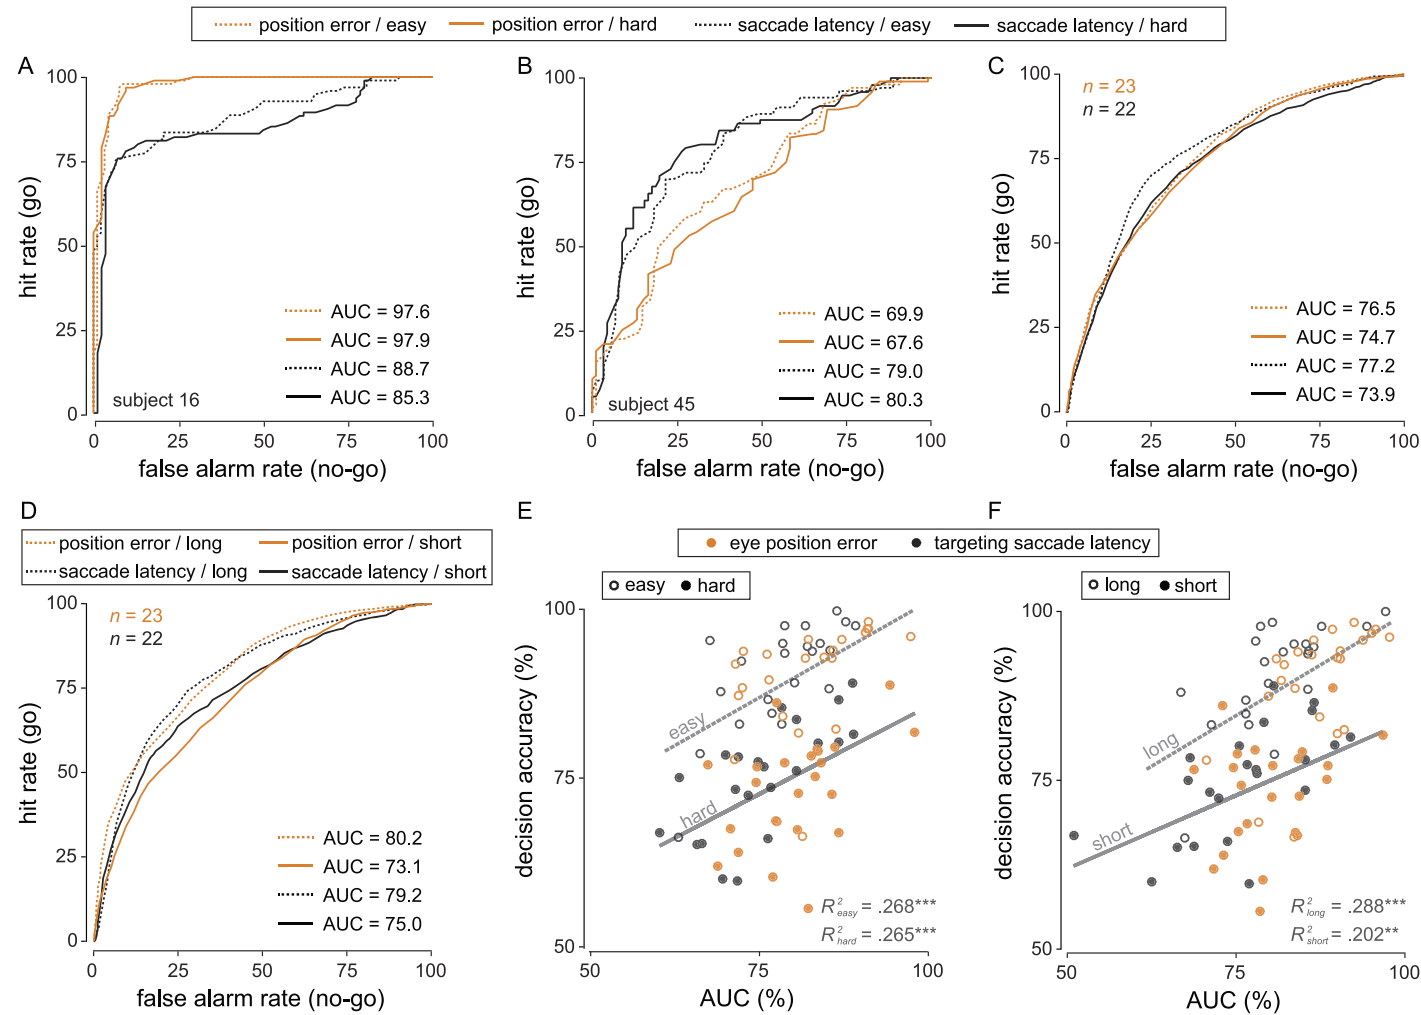 position error / easy
position error / hard
saccade latency / easy
saccade latency / hard
A
100
75
50
25
0
hit rate (go)
AUC = 97.6
AUC = 97.9
AUC = 88.7
AUC = 85.3
subject 16
0 25 50 75 100
false alarm rate (no-go)
B
100
75
50
25
0
hit rate (go)
AUC = 69.9
AUC = 67.6
AUC = 79.0
AUC = 80.3
subject 45
0 25 50 75 100
false alarm rate (no-go)
C
100
75
50
25
0
hit rate (go)
n = 23
n = 22
AUC = 76.5
AUC = 74.7
AUC = 77.2
AUC = 73.9
0 25 50 75 100
false alarm rate (no-go)
D
position error / long
position error / short
saccade latency / long
saccade latency / short
100
75
50
25
0
hit rate (go)
n = 23
n = 22
AUC = 80.2
AUC = 73.1
AUC = 79.2
AUC = 75.0
0 25 50 75 100
false alarm rate (no-go)
E
F
eye position error
targeting saccade latency
easy hard
100
75
50
decision accuracy (%)
easy
hard
R²easy = .268***
R²hard = .265***
50 75 100
AUC (%)
long short
100
75
50
decision accuracy (%)
long
short
R²long = .288***
R²short = .202**
50 75 100
AUC (%)